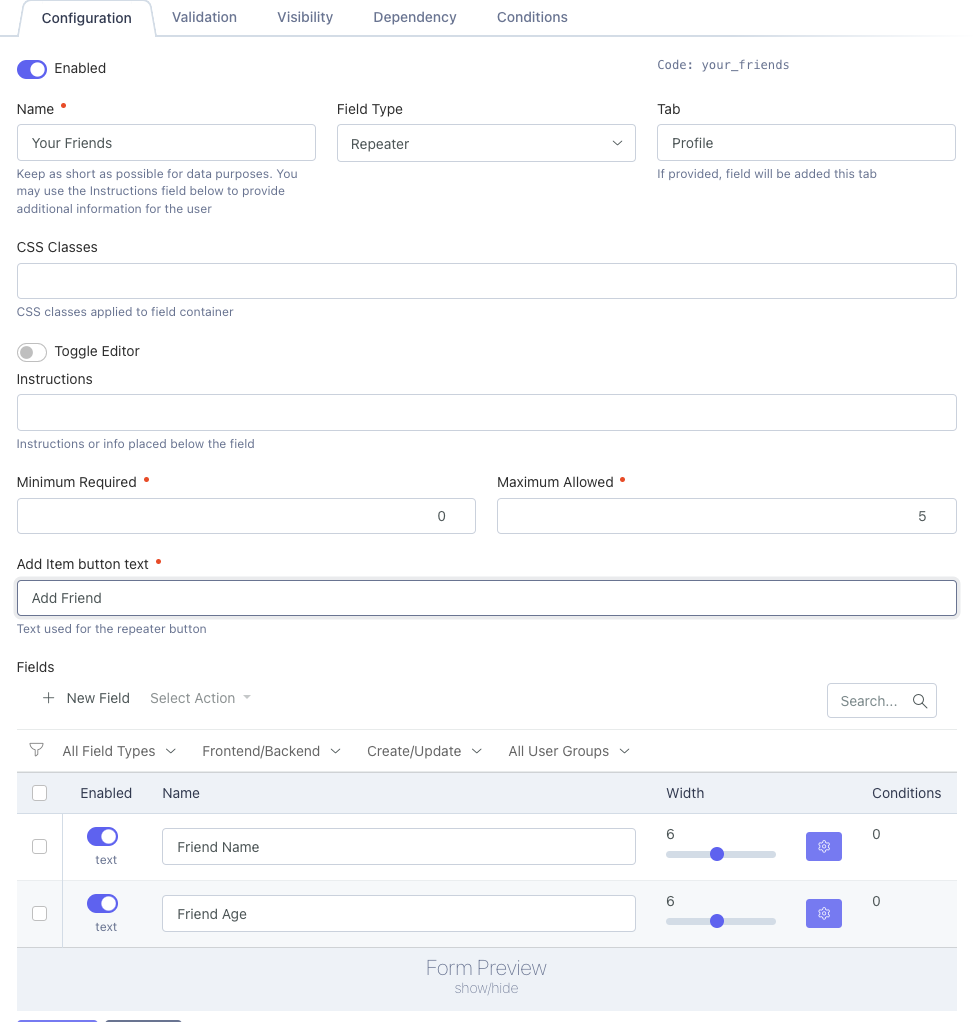 Configuration Validation Visibility Dependency Conditions
Enabled
Code: your_friends
Name • Field Type Tab
Your Friends Repeater Profile
Keep as short as possible for data purposes. You If provided, field will be added this tab
may use the Instructions field below to provide
additional information for the user
CSS Classes
CSS classes applied to field container
Toggle Editor
Instructions
Instructions or info placed below the field
Minimum Required • Maximum Allowed •
0 5
Add Item button text •
Add Friend
Text used for the repeater button
Fields
+ New Field Select Action Search...
All Field Types Frontend/Backend Create/Update All User Groups
Enabled Name Width Conditions
Friend Name 6 0
text
Friend Age 6 0
text
Form Preview
show/hide